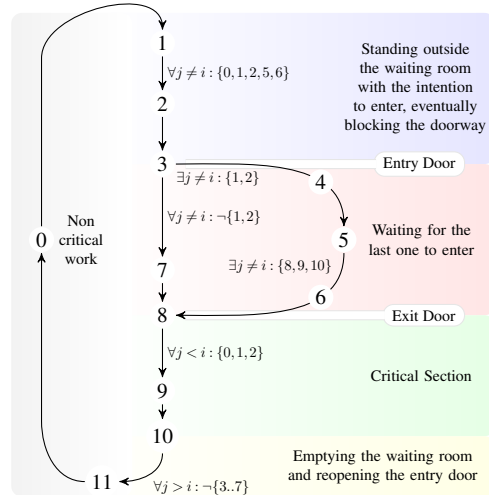 1
Standing outside
the waiting room
with the intention
to enter, eventually
blocking the doorway
∀j ≠ i : {0, 1, 2, 5, 6}
2
3
Entry Door
∃j ≠ i : {1, 2}
4
∀j ≠ i : ¬{1, 2}
0
Non
critical
work
5
Waiting for the
last one to enter
∃j ≠ i : {8, 9, 10}
7
6
8
Exit Door
∀j < i : {0, 1, 2}
Critical Section
9
10
Emptying the waiting room
and reopening the entry door
11
∀j > i : ¬{3..7}